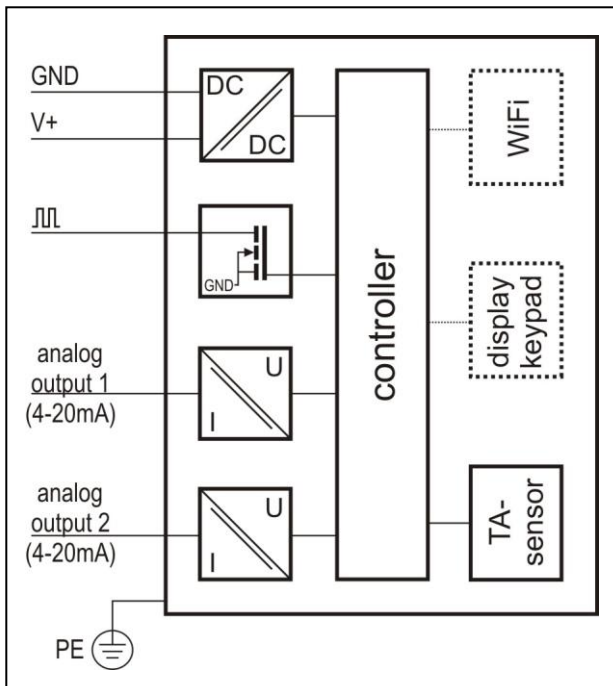 GND
V+
DC
DC
GND
analog
output 1
(4-20mA)
U
I
analog
output 2
(4-20mA)
U
I
PE
controller
WiFi
display
keypad
TA-
sensor